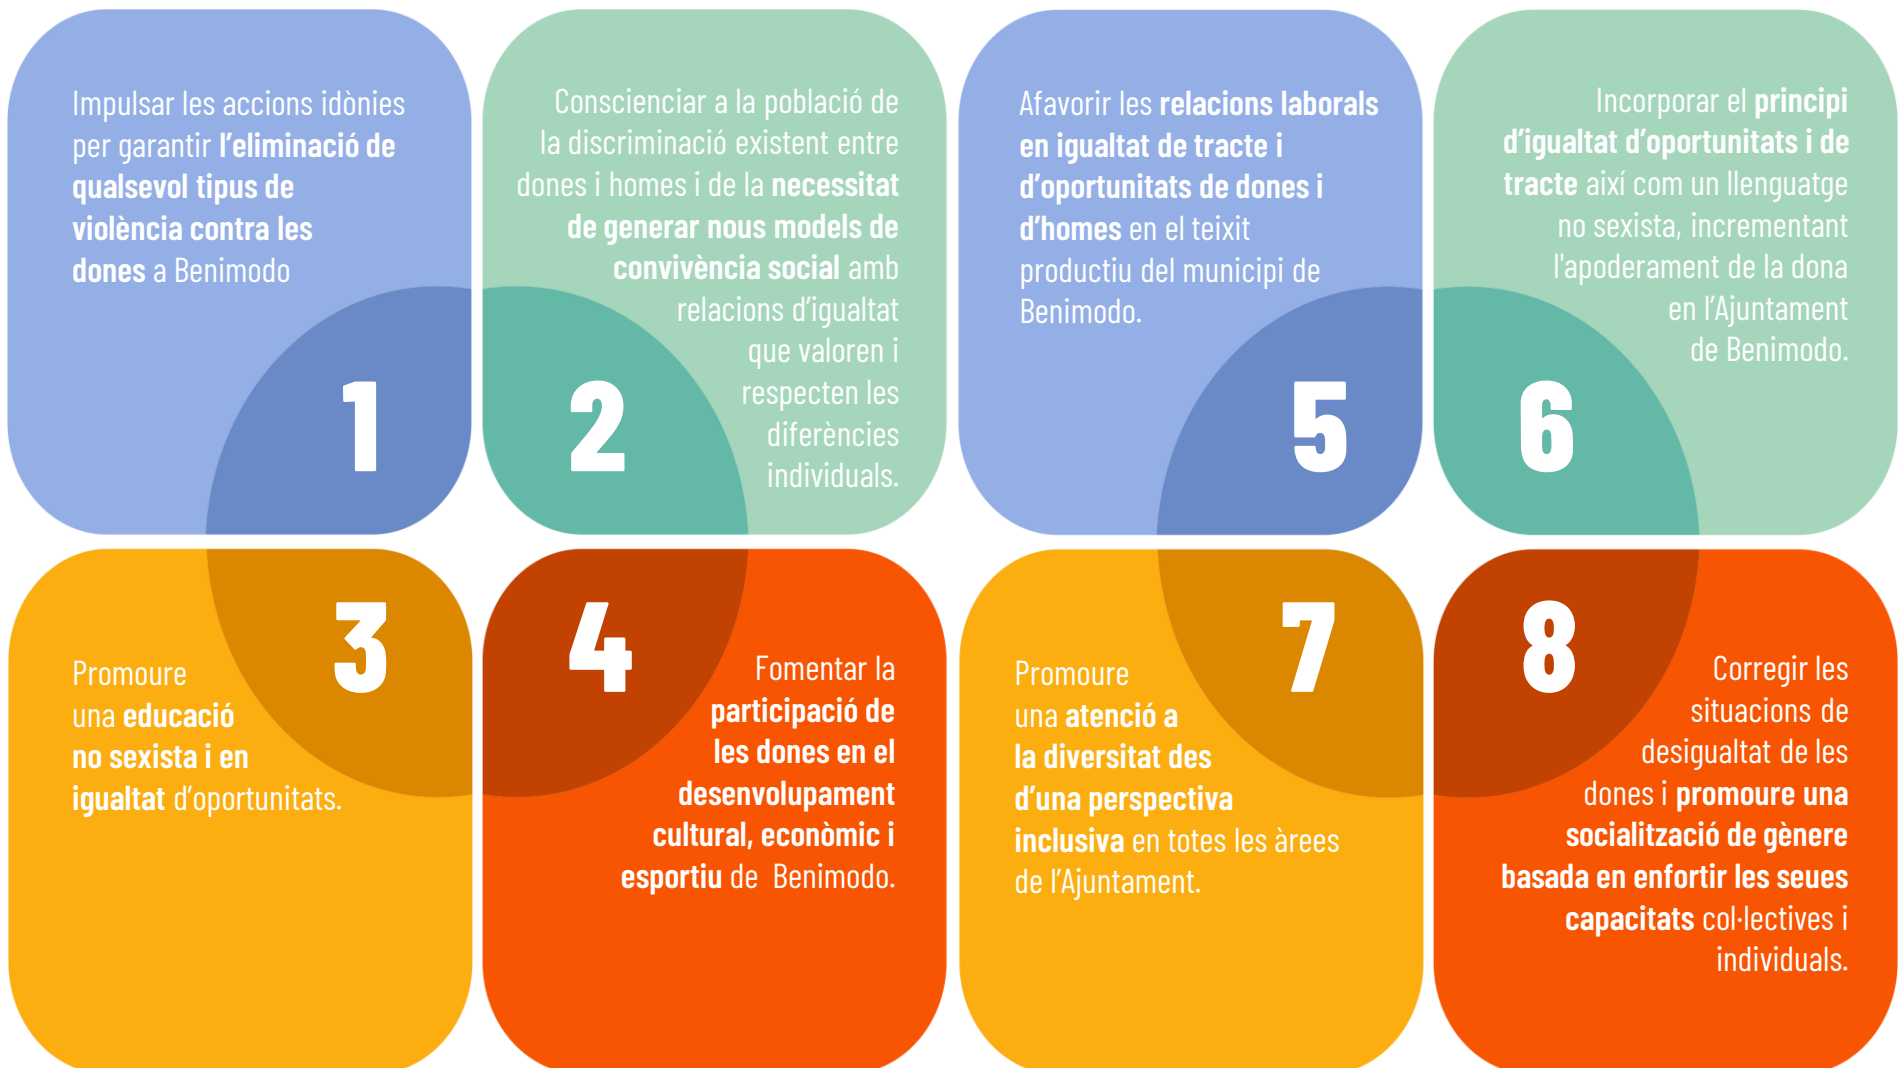 Impulsar les accions idònies
per garantir l’eliminació de
qualsevol tipus de
violència contra les
dones a Benimodo
1
Conscienciar a la població de
la discriminació existent entre
dones i homes i de la necessitat
de generar nous models de
convivència social amb
relacions d’igualtat
que valoren i
respecten les
diferències
individuals.
2
3
Promoure
una educació
no sexista i en
igualtat d’oportunitats.
4
Fomentar la
participació de
les dones en el
desenvolupament
cultural, econòmic i
esportiu de  Benimodo.
Afavorir les relacions laborals
en igualtat de tracte i
d’oportunitats de dones i
d’homes en el teixit
productiu del municipi de
Benimodo.
5
Incorporar el principi
d’igualtat d’oportunitats i de
tracte així com un llenguatge
no sexista, incrementant
l'apoderament de la dona
en l’Ajuntament
de Benimodo.
6
7
Promoure
una atenció a
la diversitat des
d’una perspectiva
inclusiva en totes les àrees
de l’Ajuntament.
8
Corregir les
situacions de
desigualtat de les
dones i promoure una
socialització de gènere
basada en enfortir les seues
capacitats col·lectives i
individuals.